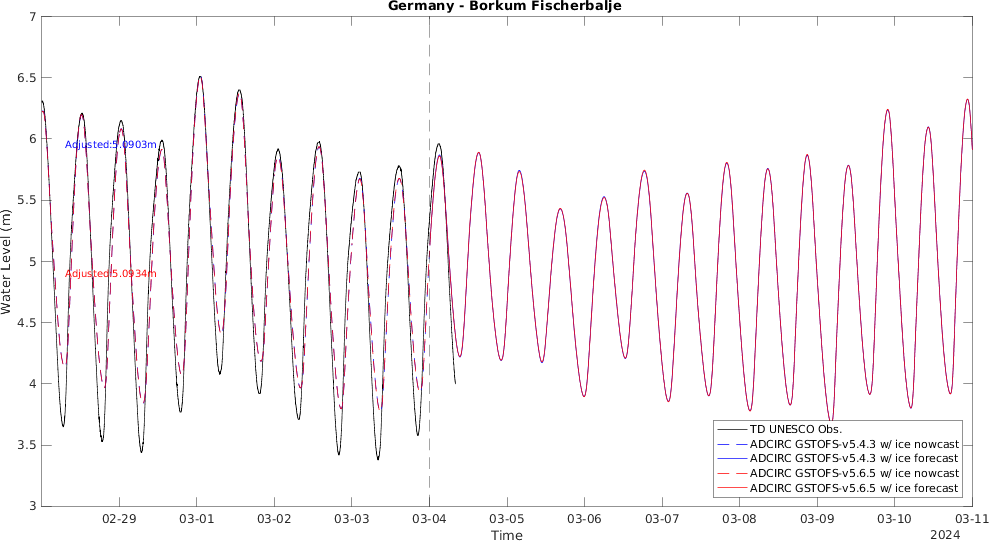 Germany - Borkum Fischerbalje
7
6.5
6
5.5
5
4.5
4
3.5
3
Water Level (m)
Adjusted:5.0903m
Adjusted:5.0934m
TD UNESCO Obs.
ADCIRC GSTOFS-v5.4.3 w/ ice nowcast
ADCIRC GSTOFS-v5.4.3 w/ ice forecast
ADCIRC GSTOFS-v5.6.5 w/ ice nowcast
ADCIRC GSTOFS-v5.6.5 w/ ice forecast
02-29 03-01 03-02 03-03 03-04 03-05 03-06 03-07 03-08 03-09 03-10 03-11
Time
2024